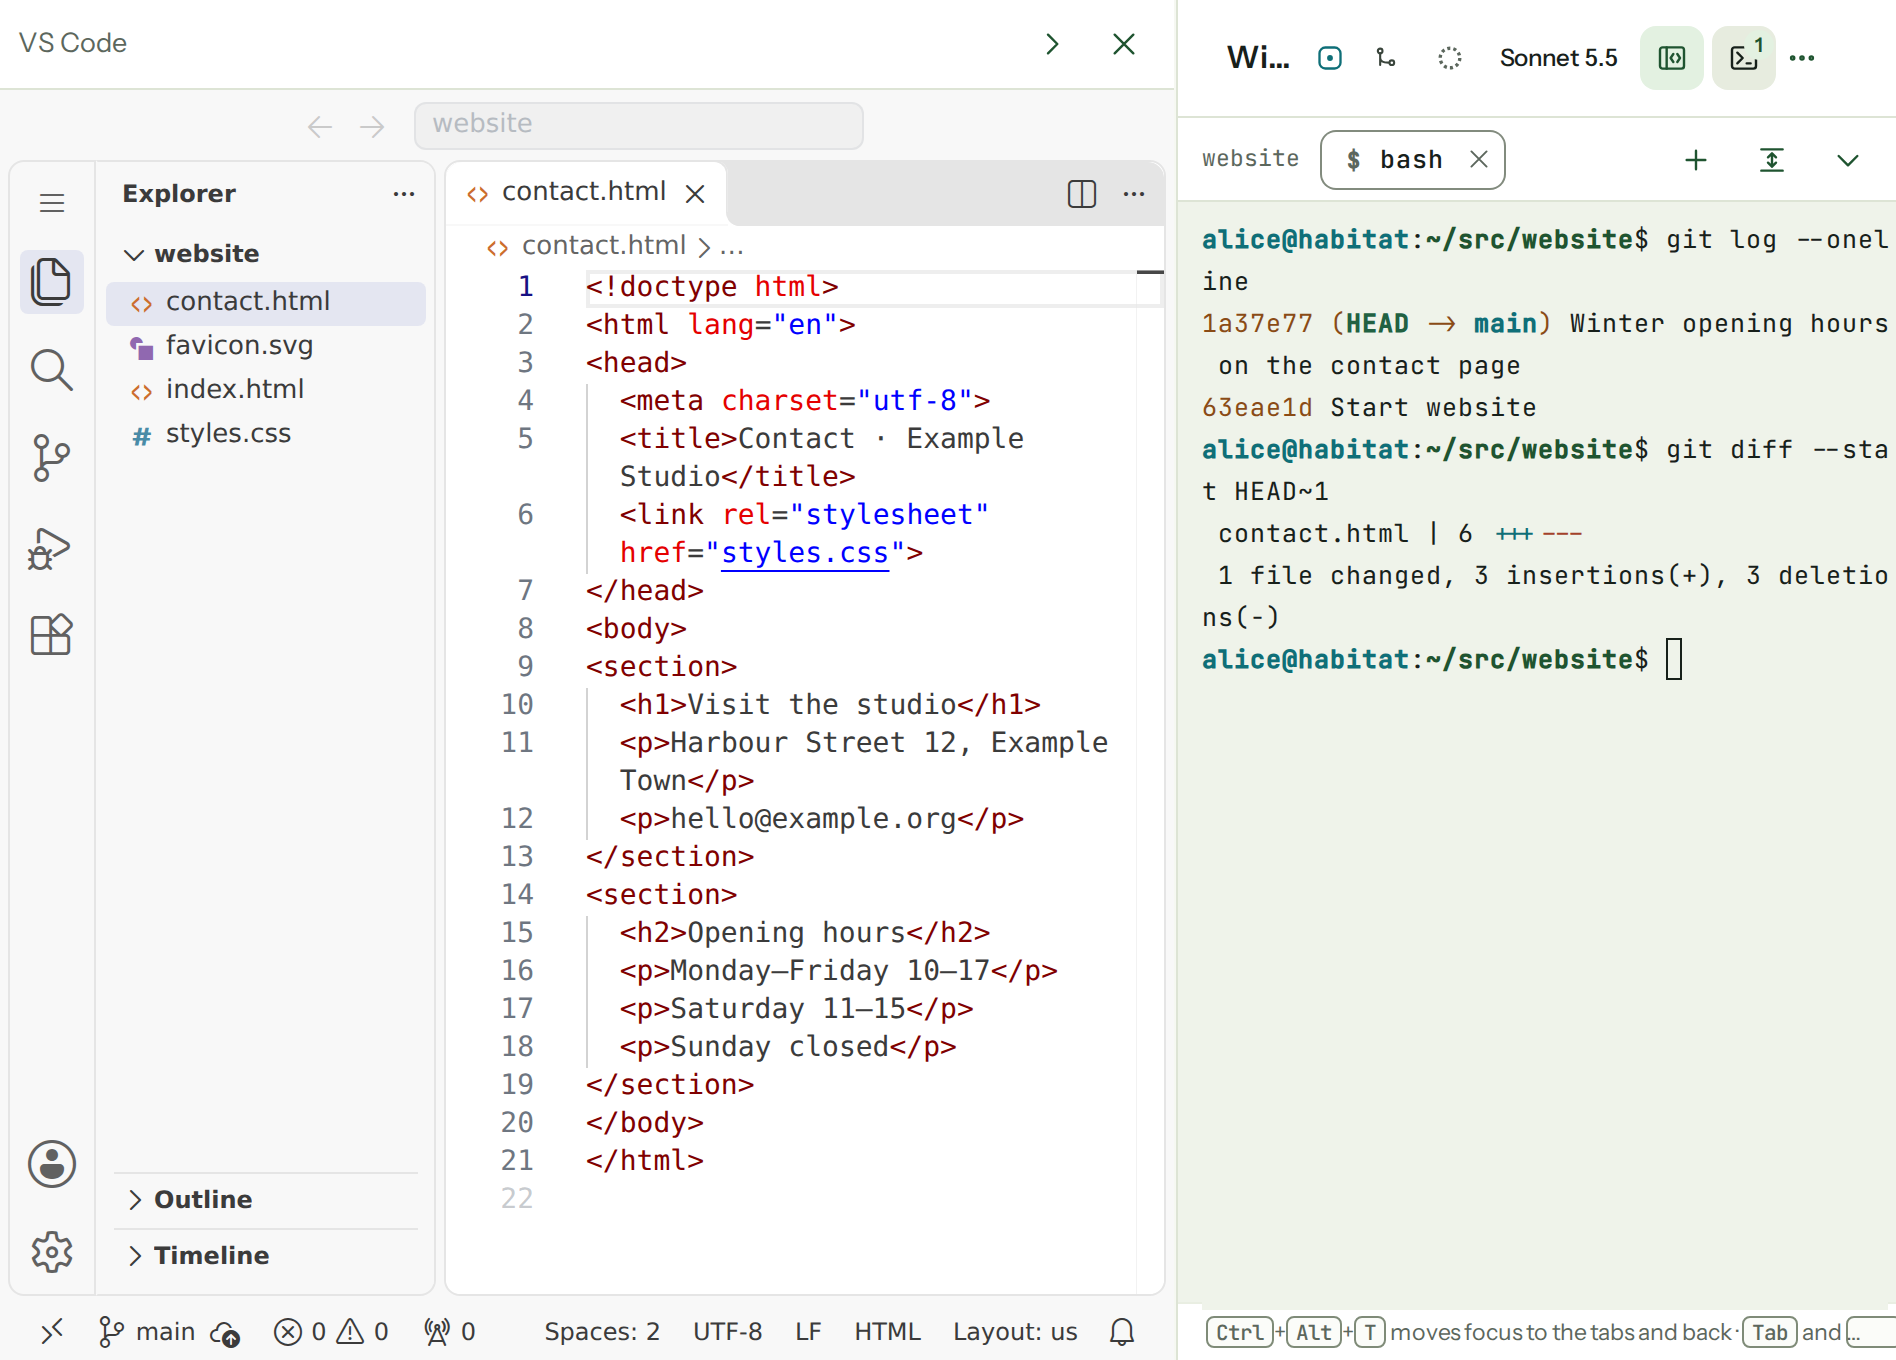 VS Code
website
Explorer
website
contact.html
favicon.svg
index.html
# styles.css
Outline
Timeline
contact.html
contact.html > ...
1 <!doctype html>
2 <html lang="en">
3 <head>
4 <meta charset="utf-8">
5 <title>Contact · Example
Studio</title>
6 <link rel="stylesheet"
href="styles.css">
7 </head>
8 <body>
9 <section>
10 <h1>Visit the studio</h1>
11 <p>Harbour Street 12, Example
Town</p>
12 <p>hello@example.org</p>
13 </section>
14 <section>
15 <h2>Opening hours</h2>
16 <p>Monday–Friday 10–17</p>
17 <p>Saturday 11–15</p>
18 <p>Sunday closed</p>
19 </section>
20 </body>
21 </html>
22
main 0 0 0 Spaces: 2 UTF-8 LF HTML Layout: us
Wi... Sonnet 5.5 1
website $ bash
alice@habitat:~/src/website$ git log --onel
ine
1a37e77 (HEAD -> main) Winter opening hours
on the contact page
63eae1d Start website
alice@habitat:~/src/website$ git diff --sta
t HEAD~1
contact.html | 6 +++---
1 file changed, 3 insertions(+), 3 deletio
ns(-)
alice@habitat:~/src/website$
Ctrl+Alt+T moves focus to the tabs and back · Tab and ...